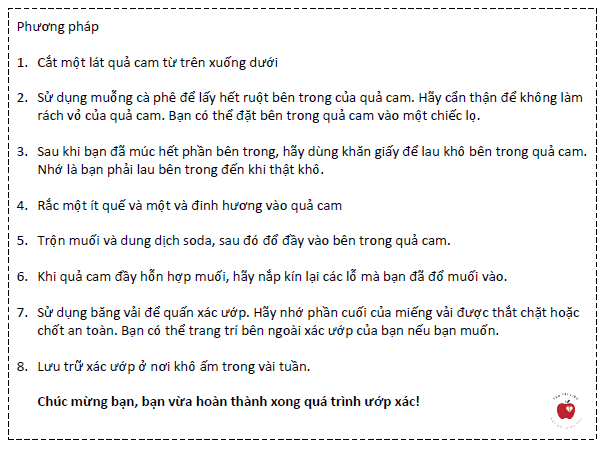 Phương pháp
1. Cắt một lát quả cam từ trên xuống dưới
2. Sử dụng muỗng cà phê để lấy hết ruột bên trong của quả cam. Hãy cẩn thận để không làm
rách vỏ của quả cam. Bạn có thể đặt bên trong quả cam vào một chiếc lọ.
3. Sau khi bạn đã múc hết phần bên trong, hãy dùng khăn giấy để lau khô bên trong quả cam.
Nhớ là bạn phải lau bên trong đến khi thật khô.
4. Rắc một ít quế và một và đinh hương vào quả cam
5. Trộn muối và dung dịch soda, sau đó đổ đầy vào bên trong quả cam.
6. Khi quả cam đầy hỗn hợp muối, hãy nắp kín lại các lỗ mà bạn đã đổ muối vào.
7. Sử dụng băng vải để quấn xác ướp. Hãy nhớ phần cuối của miếng vải được thắt chặt hoặc
chốt an toàn. Bạn có thể trang trí bên ngoài xác ướp của bạn nếu bạn muốn.
8. Lưu trữ xác ướp ở nơi khô ấm trong vài tuần.
Chúc mừng bạn, bạn vừa hoàn thành xong quá trình ướp xác!